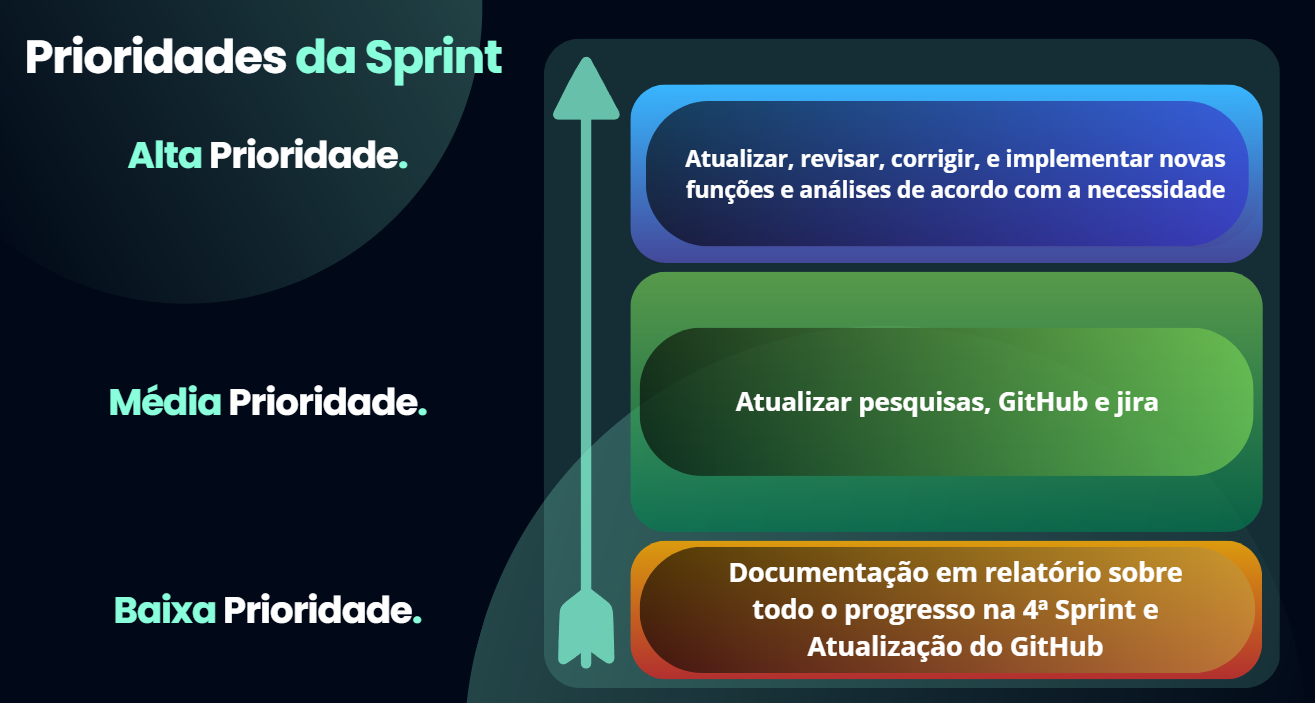 Prioridades da Sprint
Alta Prioridade.
Atualizar, revisar, corrigir, e implementar novas
funções e análises de acordo com a necessidade
Média Prioridade.
Atualizar pesquisas, GitHub e jira
Baixa Prioridade.
Documentação em relatório sobre
todo o progresso na 4ª Sprint e
Atualização do GitHub